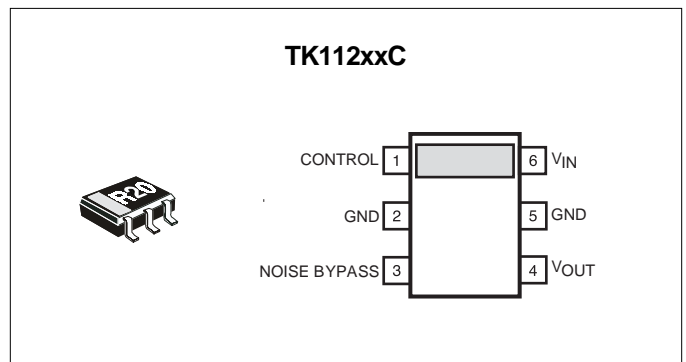 TK112xxC
R20
CONTROL 1
6 VIN
GND 2
5 GND
NOISE BYPASS 3
4 VOUT